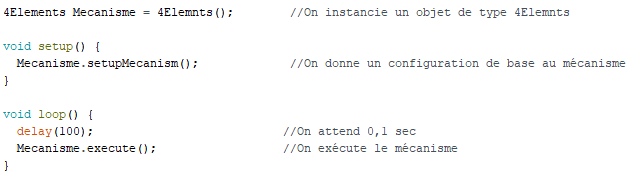 4Elements Mecanisme = 4Elemnts();        //On instancie un objet de type 4Elemnts
void setup() {
  Mecanisme.setupMecanism();             //On donne un configuration de base au mécanisme
}
void loop() {
  delay(100);                           //On attend 0,1 sec
  Mecanisme.execute();                  //On exécute le mécanisme
}